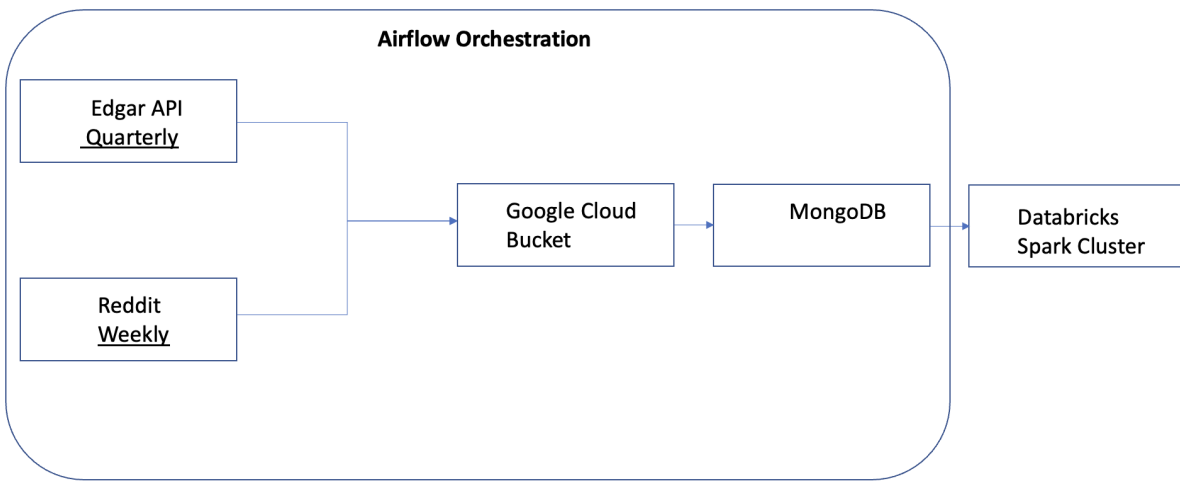 Airflow Orchestration
Edgar API
Quarterly
Reddit
Weekly
Google Cloud
Bucket
MongoDB
Databricks
Spark Cluster